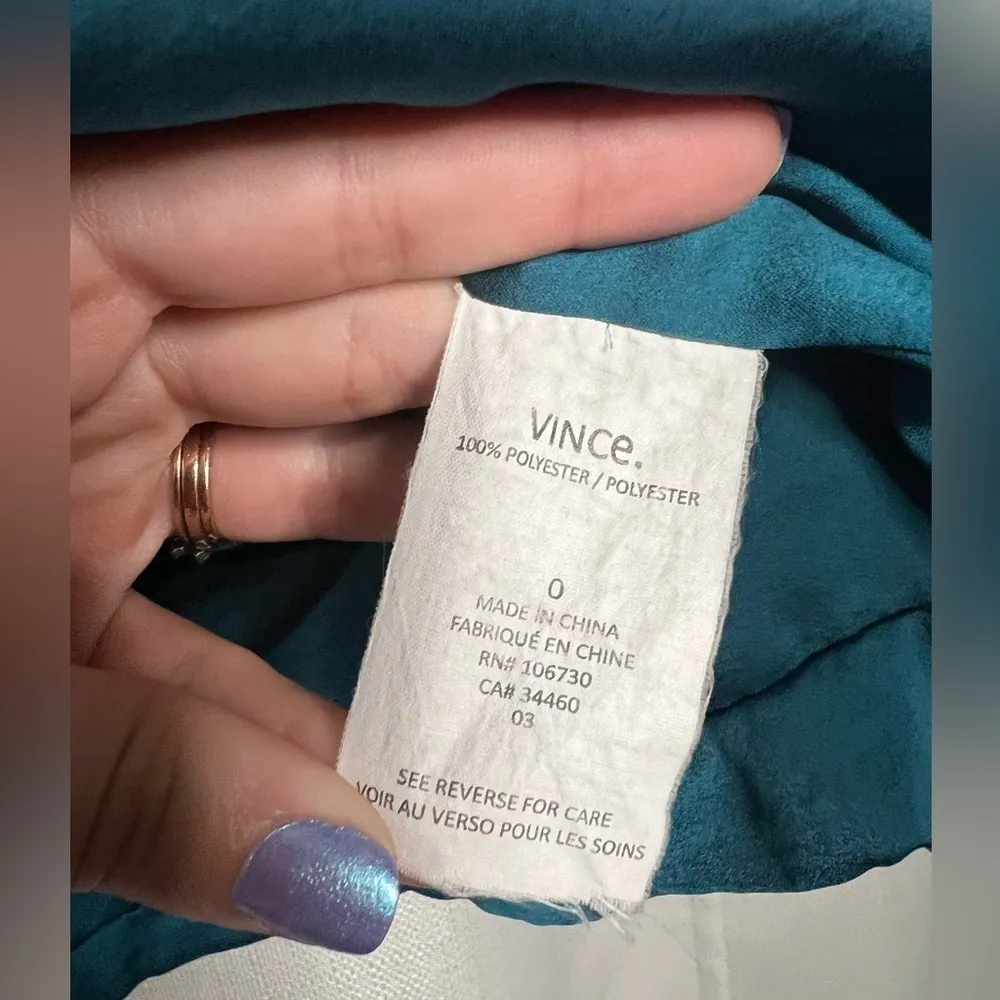 VINCe.
100% POLYESTER / POLYESTER
0
MADE IN CHINA
FABRIQUÉ EN CHINE
RN# 106730
CA# 34460
03
SEE REVERSE FOR CARE
VOIR AU VERSO POUR LES SOINS